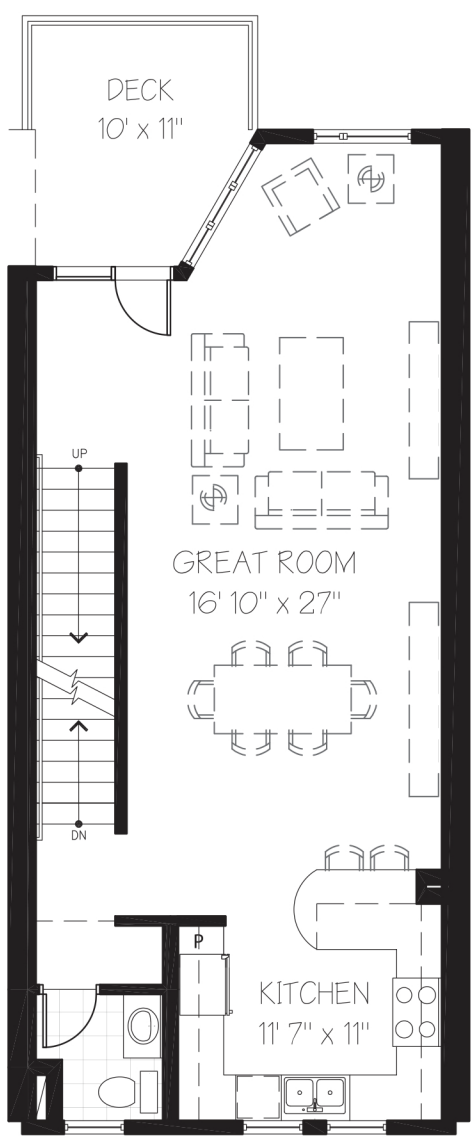 DECK
10' x 11"
UP
GREAT ROOM
16' 10" x 27"
DN
P
KITCHEN
11' 7" x 11"